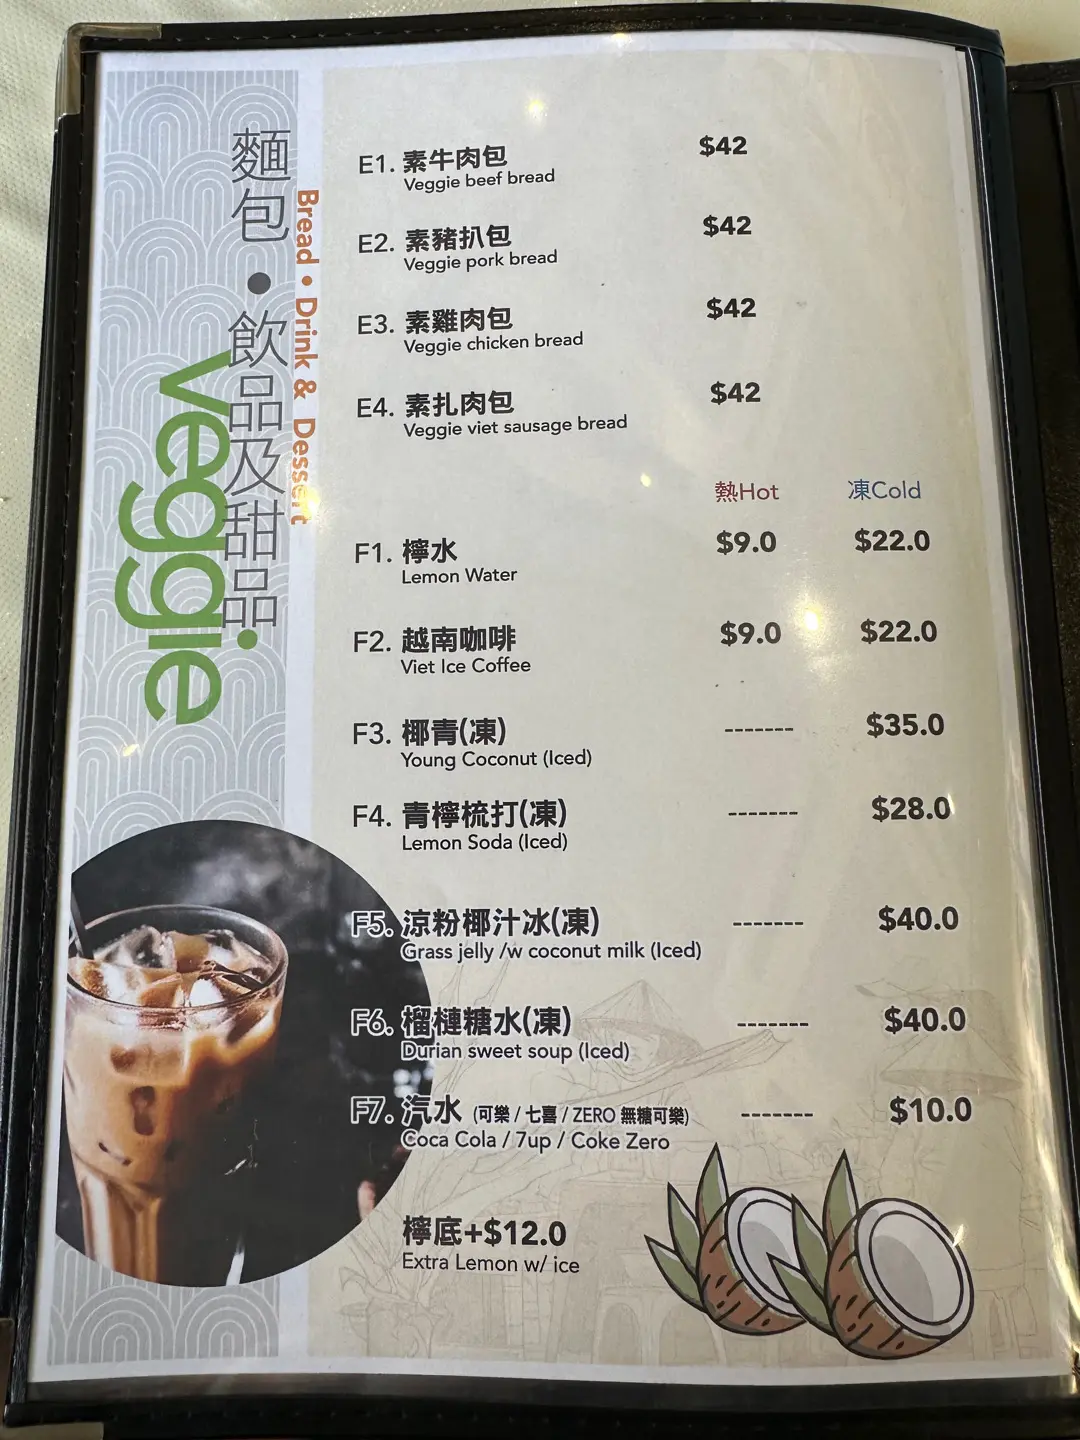 麵包・飲品及甜品
Bread • Drink & Dessert
veggie
E1. 素牛肉包 $42
Veggie beef bread
E2. 素豬扒包 $42
Veggie pork bread
E3. 素雞肉包 $42
Veggie chicken bread
E4. 素扎肉包 $42
Veggie viet sausage bread
熱Hot 凍Cold
F1. 檸水 $9.0 $22.0
Lemon Water
F2. 越南咖啡 $9.0 $22.0
Viet Ice Coffee
F3. 椰青(凍) ------- $35.0
Young Coconut (Iced)
F4. 青檸梳打(凍) ------- $28.0
Lemon Soda (Iced)
F5. 涼粉椰汁冰(凍) ------- $40.0
Grass jelly /w coconut milk (Iced)
F6. 榴槤糖水(凍) ------- $40.0
Durian sweet soup (Iced)
F7. 汽水 (可樂 / 七喜 / ZERO 無糖可樂) ------- $10.0
Coca Cola / 7up / Coke Zero
檸底+$12.0
Extra Lemon w/ ice